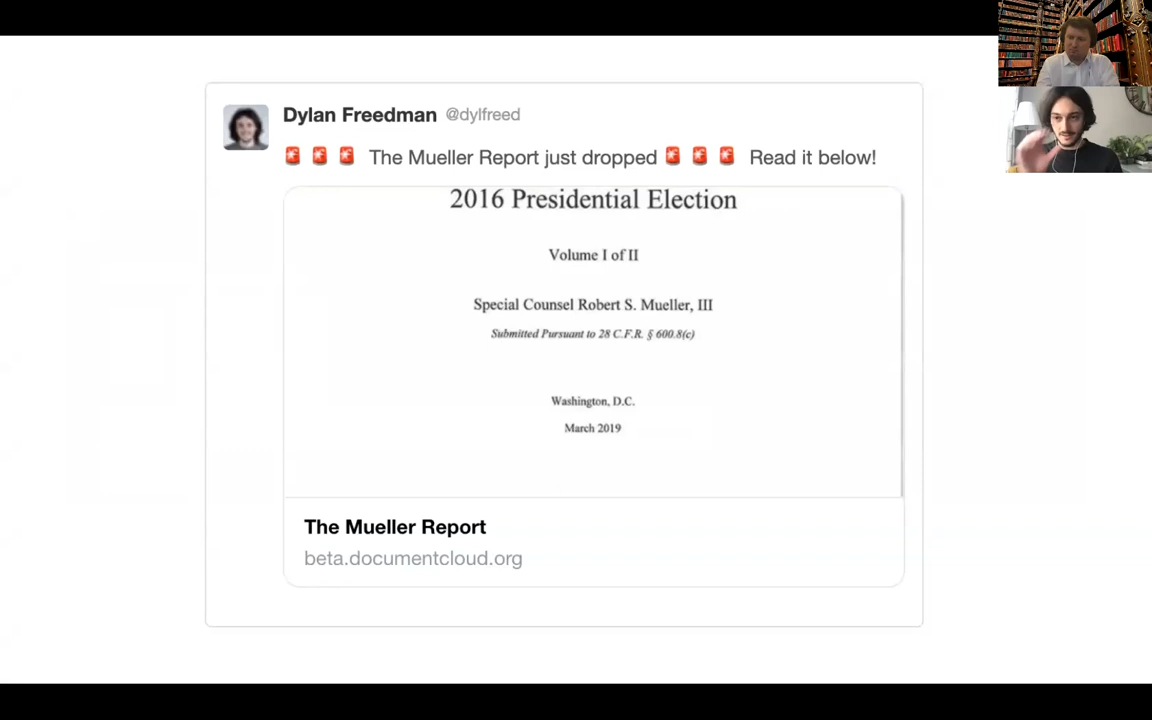 Dylan Freedman @dylfreed
🚨 🚨 🚨 The Mueller Report just dropped 🚨 🚨 🚨 Read it below!
2016 Presidential Election
Volume I of II
Special Counsel Robert S. Mueller, III
Submitted Pursuant to 28 C.F.R. § 600.8(c)
Washington, D.C.
March 2019
The Mueller Report
beta.documentcloud.org